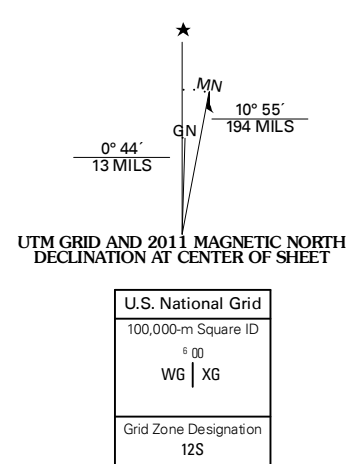 MN
GN
10° 55´
194 MILS
0° 44´
13 MILS
UTM GRID AND 2011 MAGNETIC NORTH
DECLINATION AT CENTER OF SHEET
U.S. National Grid
100,000-m Square ID
6 00
WG XG
Grid Zone Designation
12S